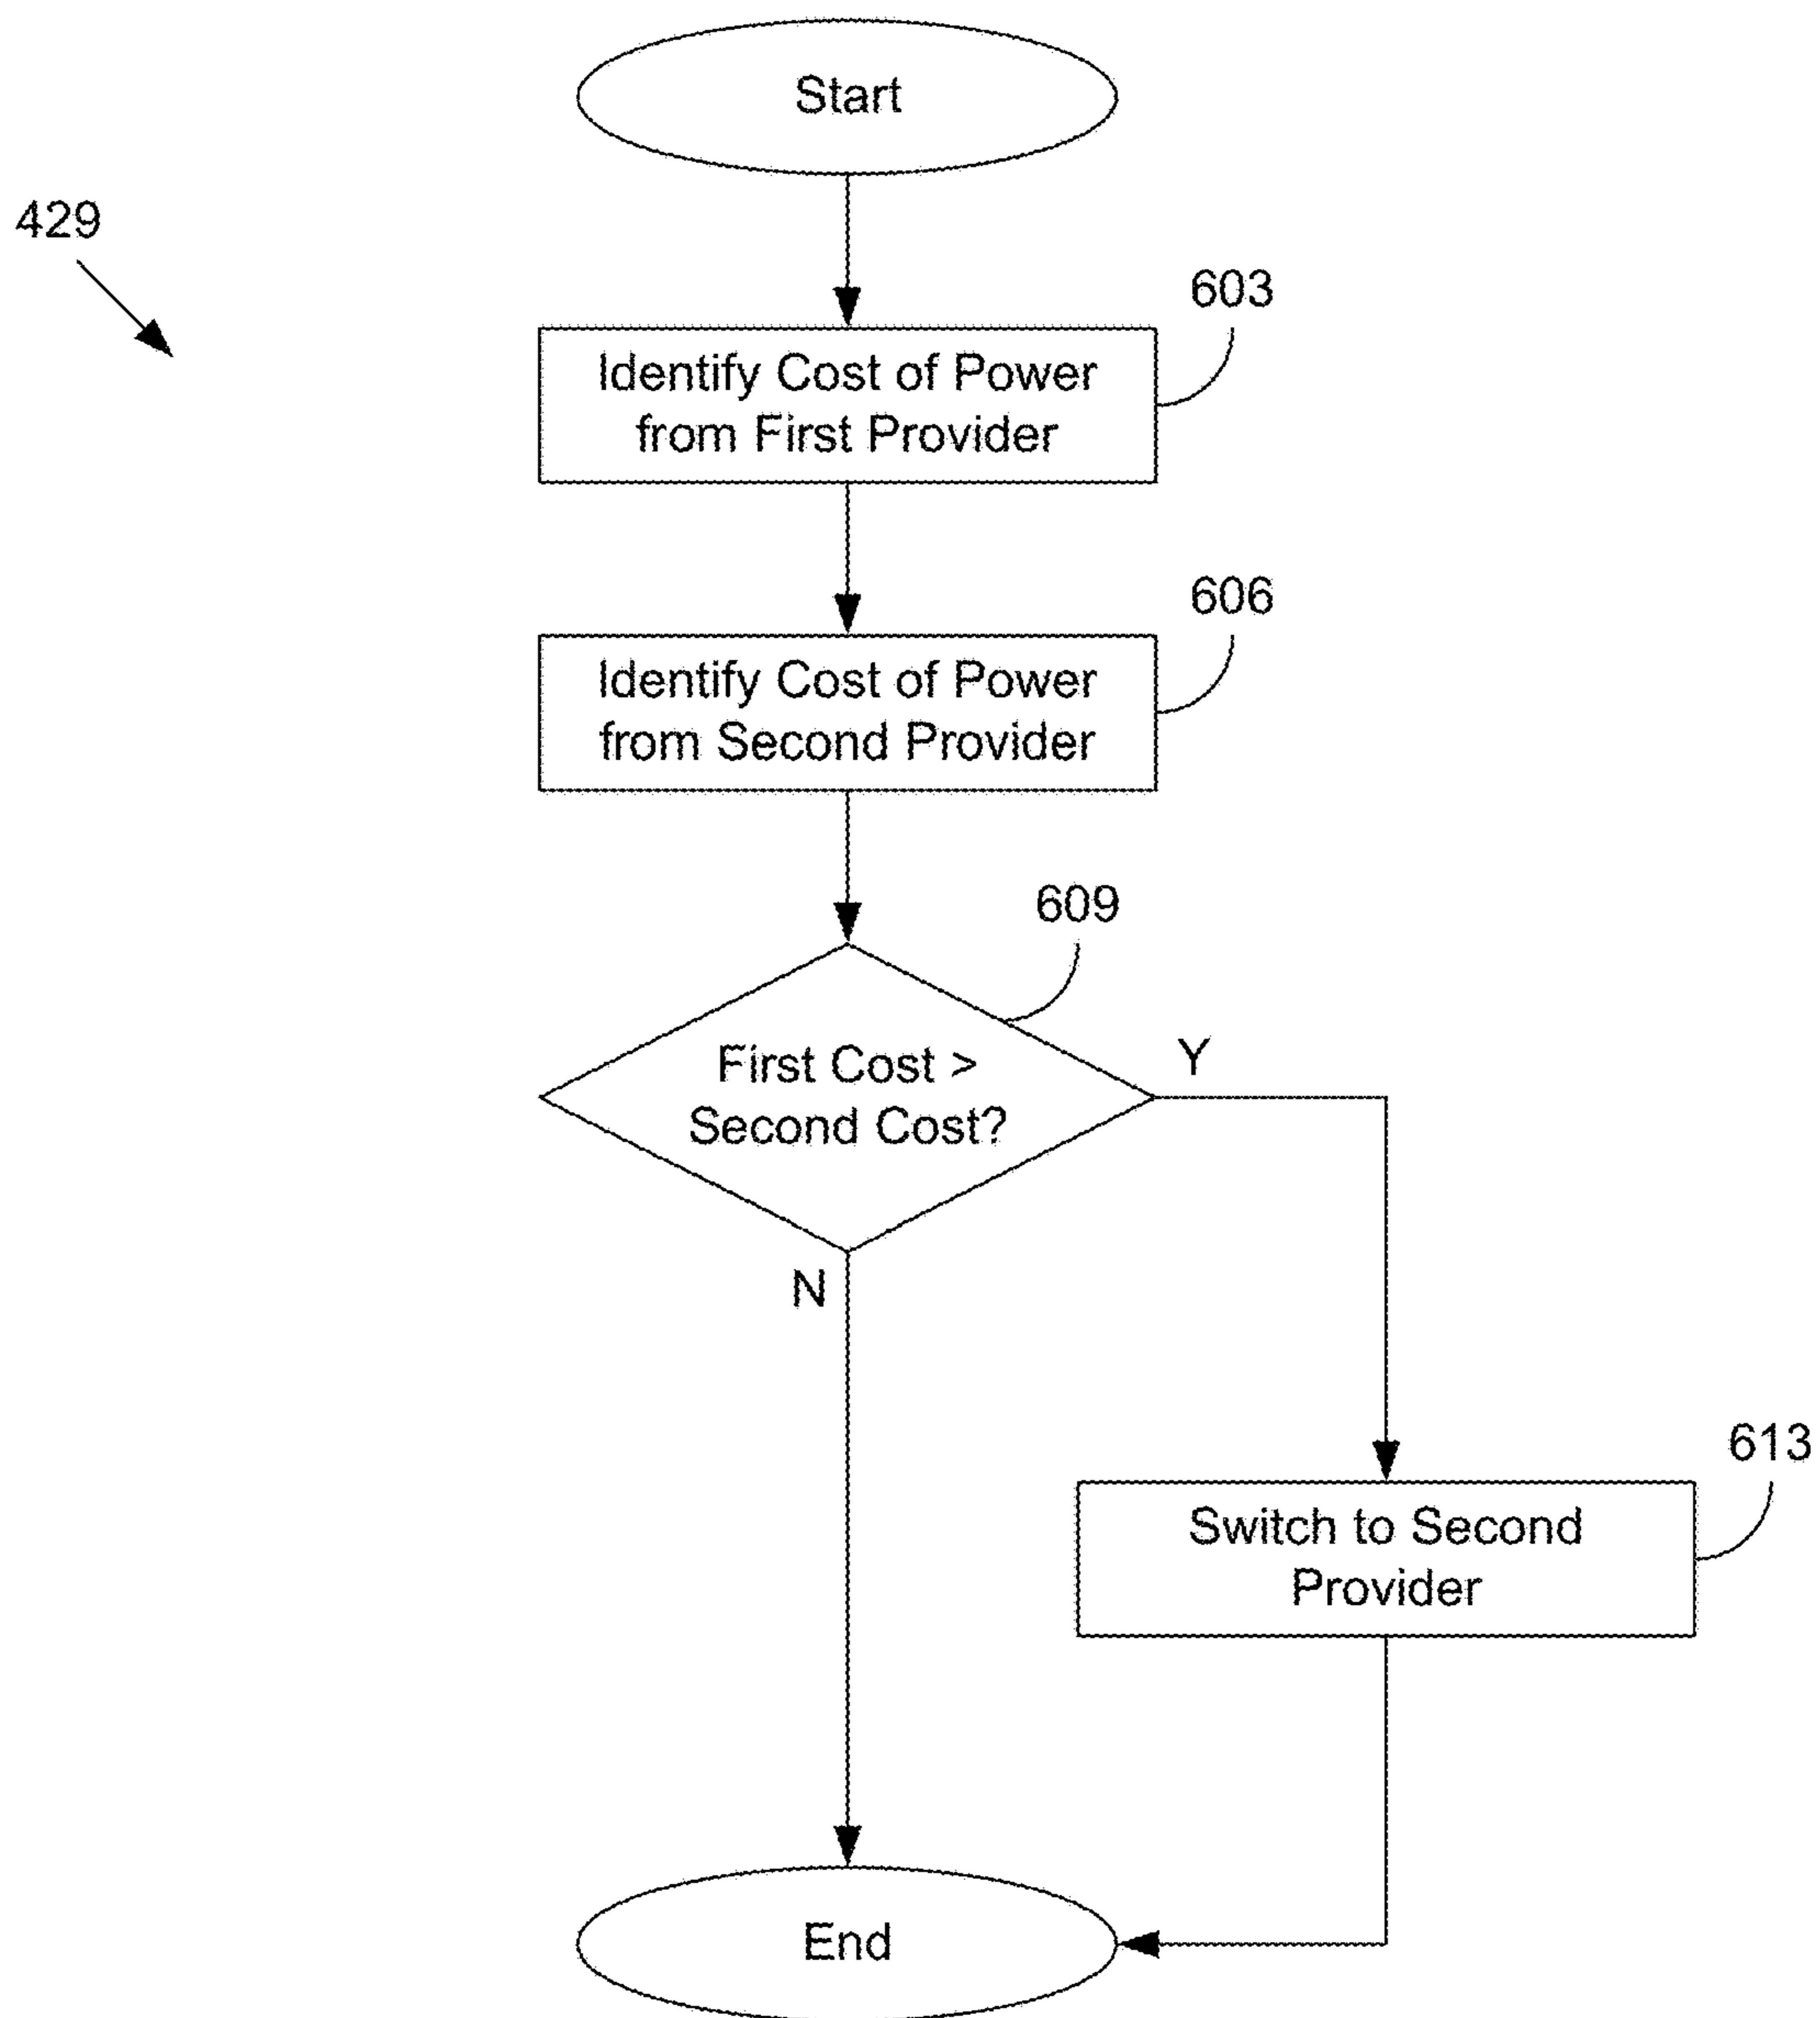 Start
429
603
Identify Cost of Power
from First Provider
606
Identify Cost of Power
from Second Provider
609
First Cost >
Second Cost?
Y
N
613
Switch to Second
Provider
End